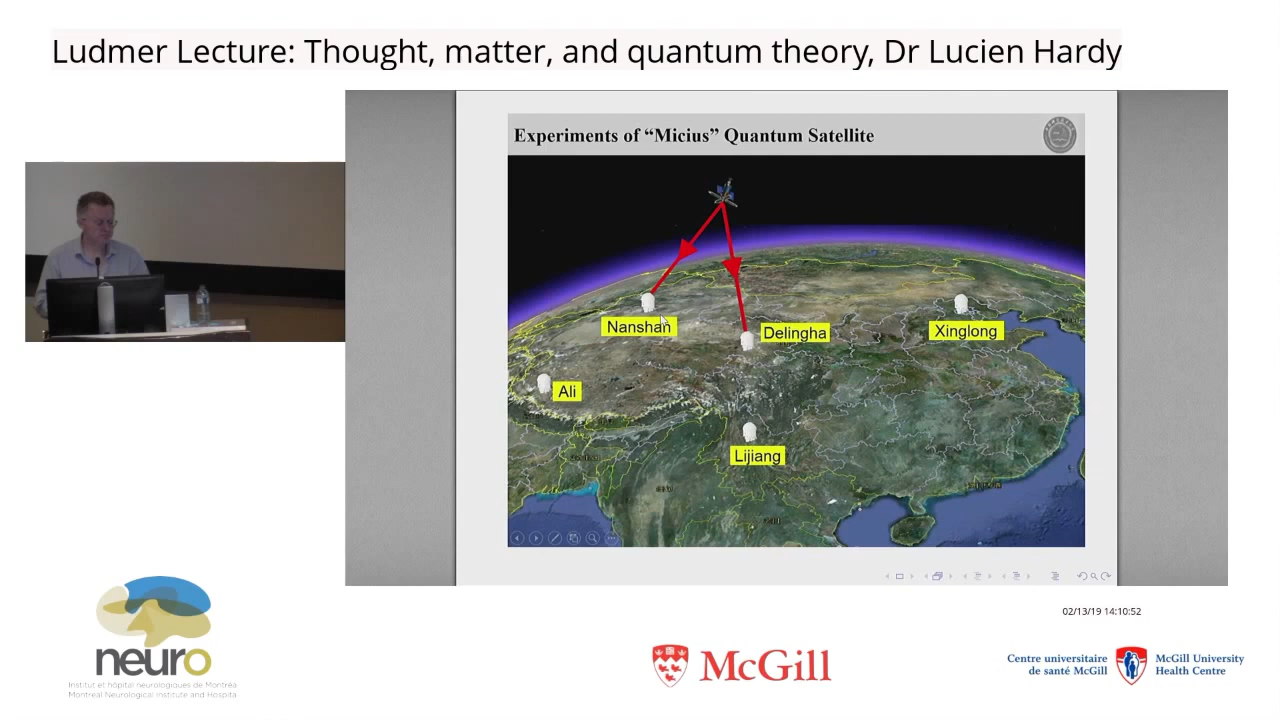 Ludmer Lecture: Thought, matter, and quantum theory, Dr Lucien Hardy
Experiments of “Micius” Quantum Satellite
Nanshan
Delingha
Xinglong
Ali
Lijiang
02/13/19 14:10:52
neuro
Institut et hôpital neurologiques de Montréal
Montreal Neurological Institute and Hospital
McGill
Centre universitaire
de santé McGill
McGill University
Health Centre